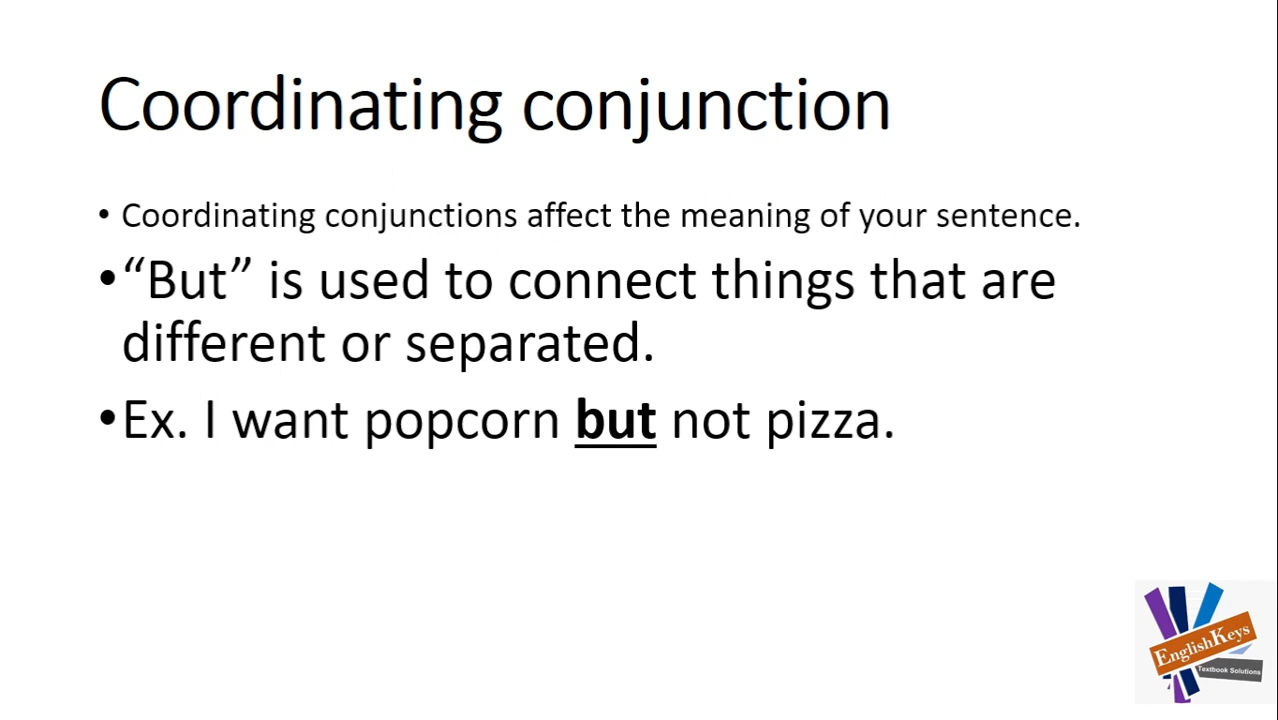 Coordinating conjunction
• Coordinating conjunctions affect the meaning of your sentence.
•“But” is used to connect things that are
different or separated.
•Ex. I want popcorn but not pizza.
EnglishKeys
Textbook Solutions